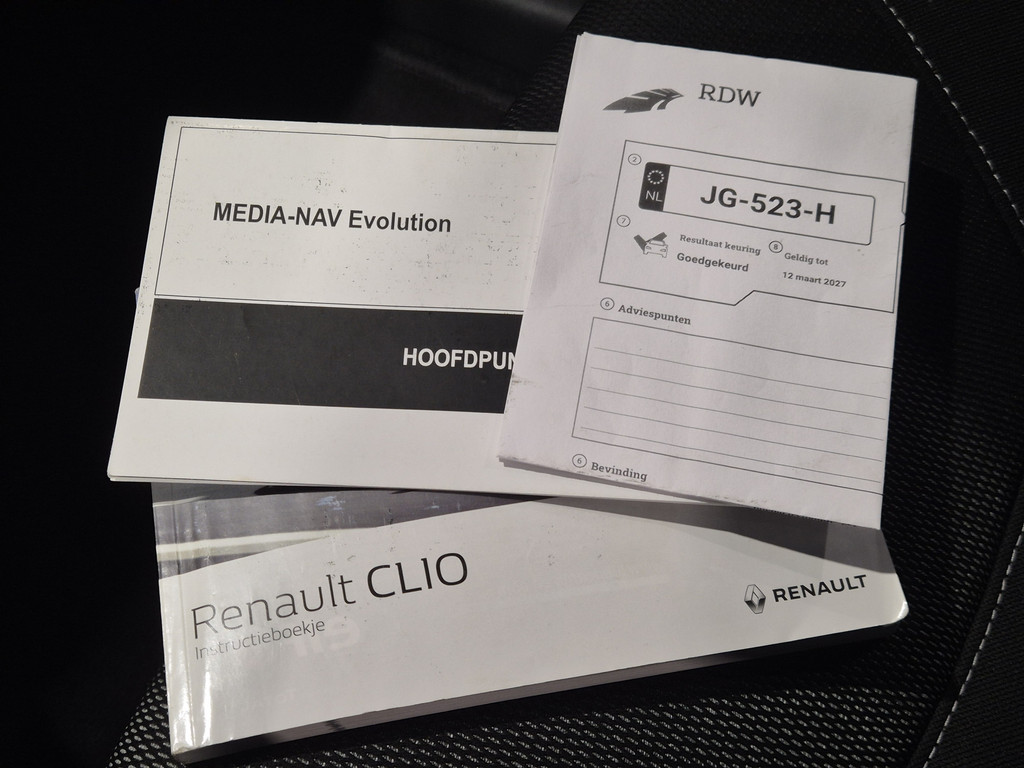 RDW
2
NL
JG-523-H
7
Resultaat keuring
Goedgekeurd
8
Geldig tot
12 maart 2027
6 Adviespunten
6 Bevinding
MEDIA-NAV Evolution
HOOFDPUN
Renault CLIO
Instructieboekje
RENAULT